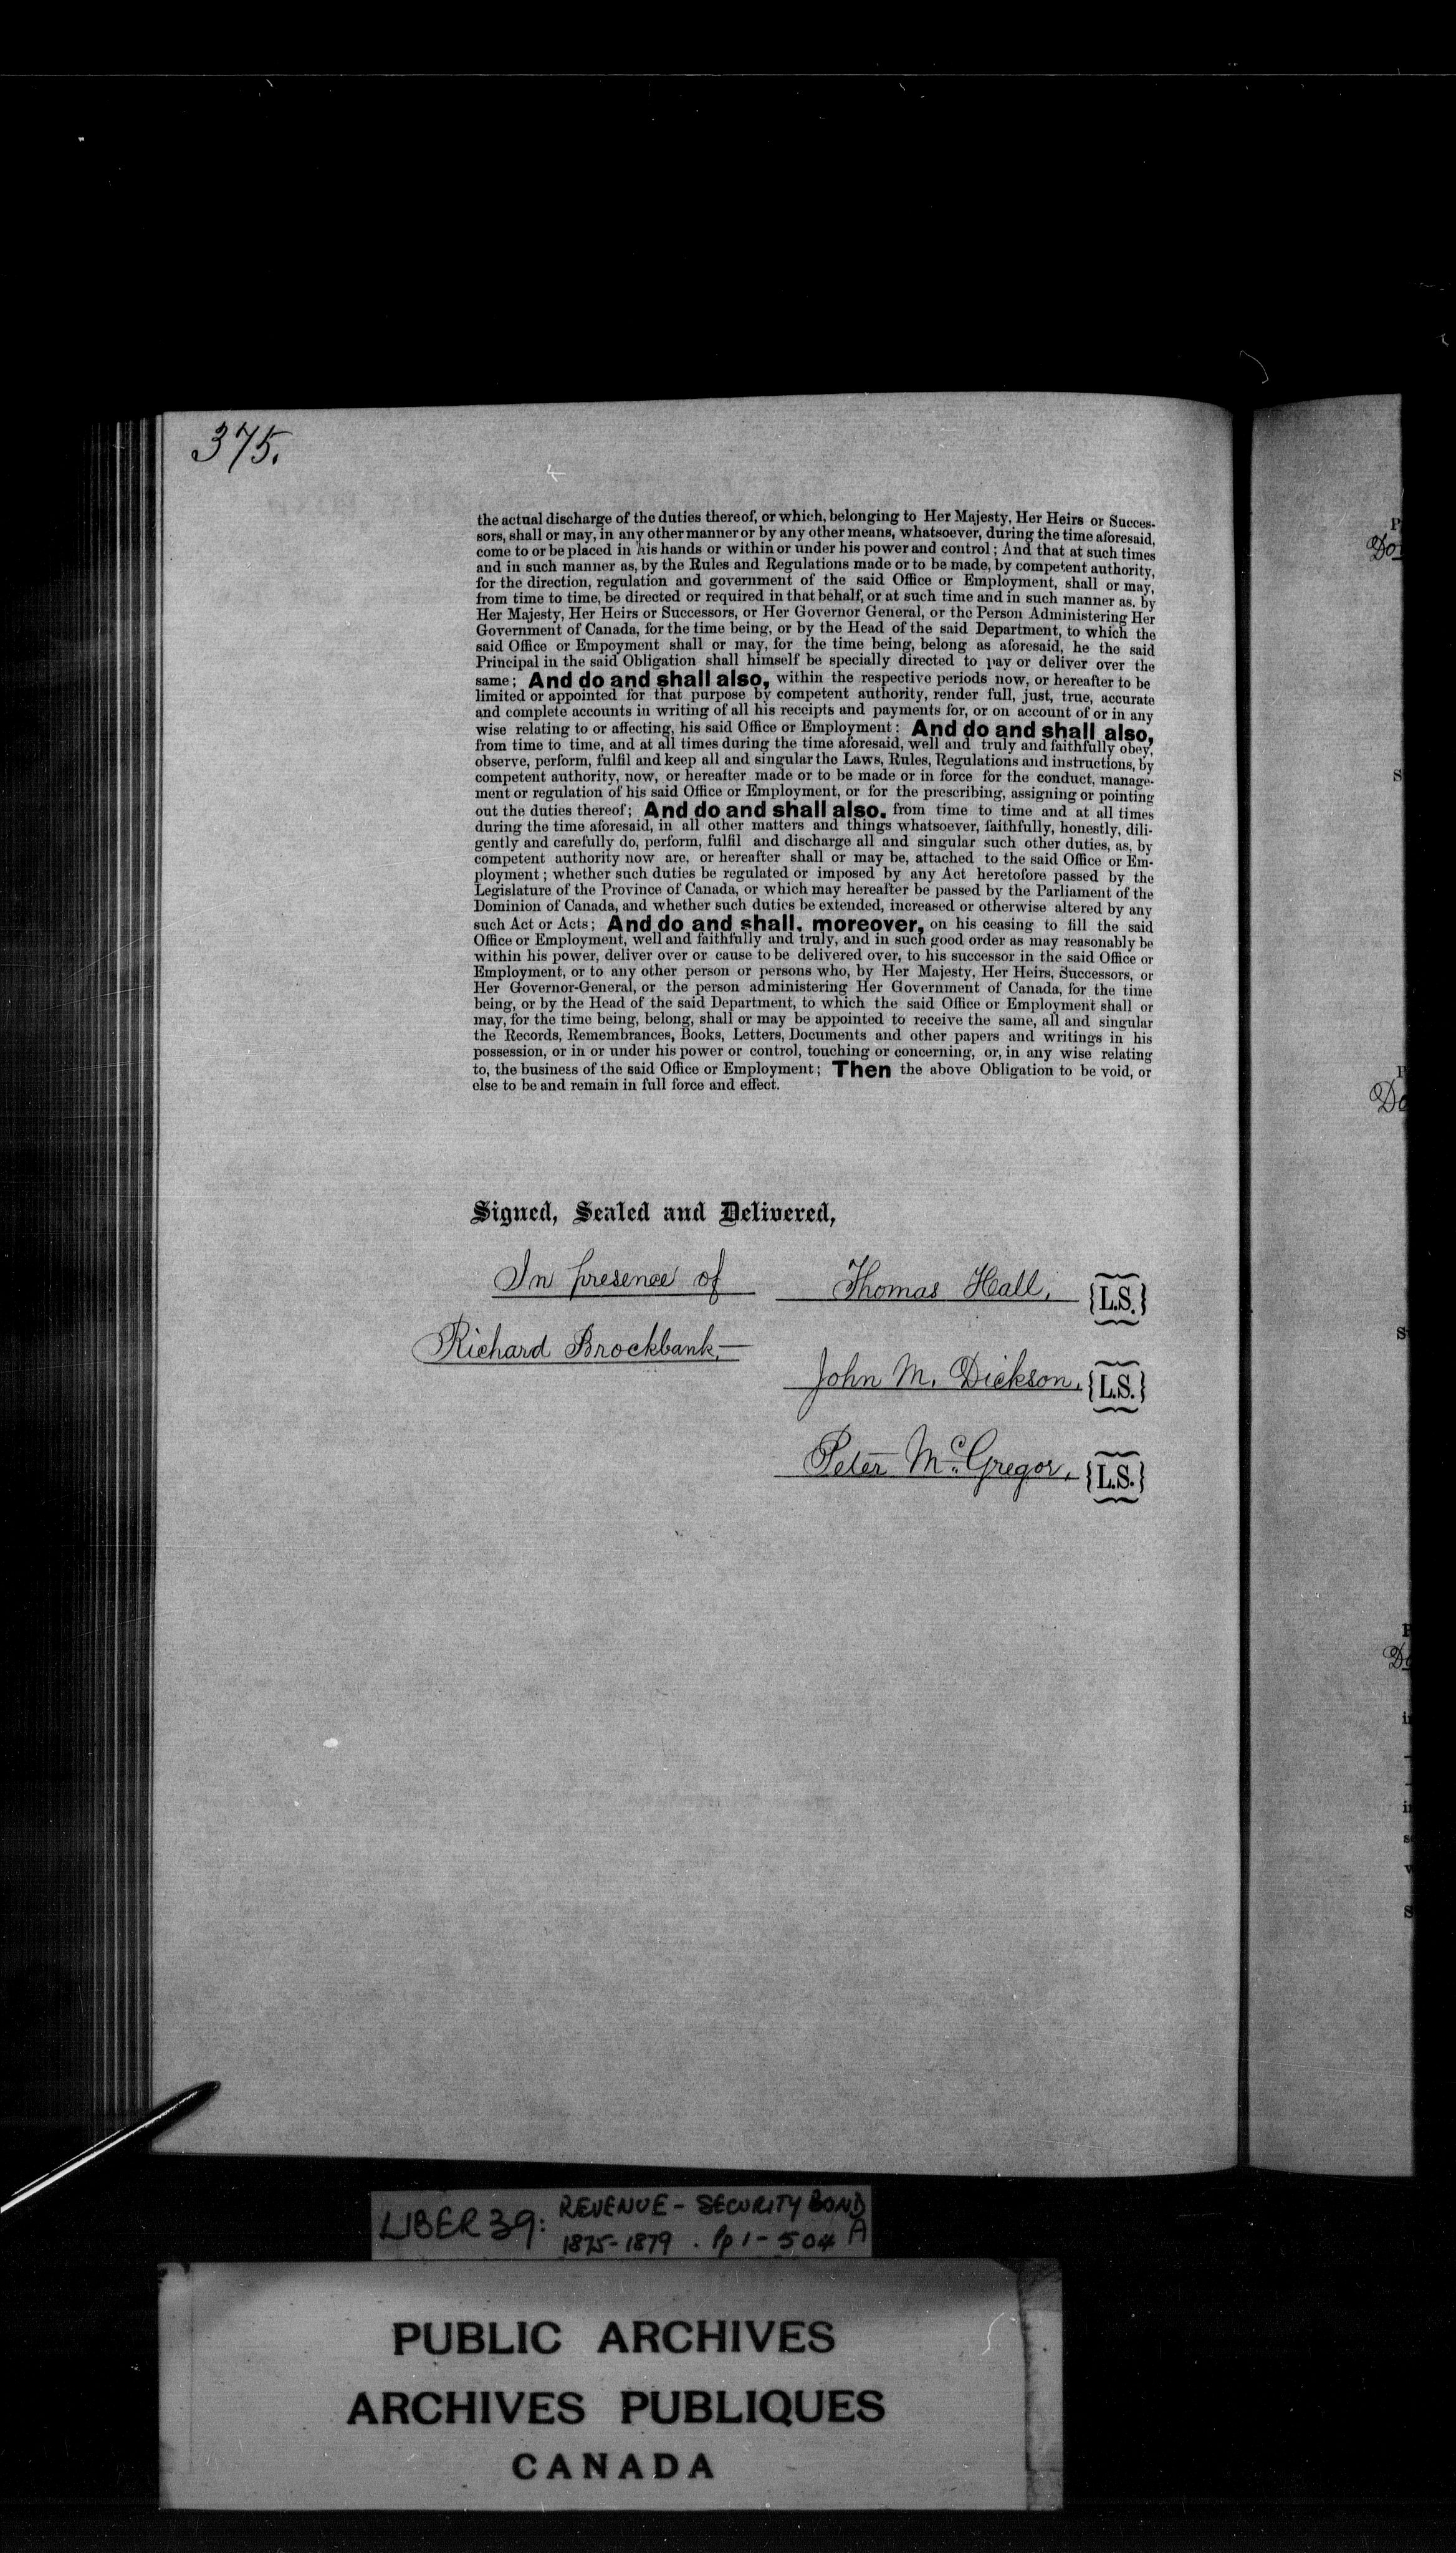 375.
the actual discharge of the duties thereof, or which, belonging to Her Majesty, Her Heirs or Succes-
sors, shall or may, in any other manner or by any other means, whatsoever, during the time aforesaid,
come to or be placed in his hands or within or under his power and control; And that at such times
and in such manner as, by the Rules and Regulations made or to be made, by competent authority,
for the direction, regulation and government of the said Office or Employment, shall or may,
from time to time, be directed or required in that behalf, or at such time and in such manner as, by
Her Majesty, Her Heirs or Successors, or Her Governor General, or the Person Administering Her
Government of Canada, for the time being, or by the Head of the said Department, to which the
said Office or Empoyment shall or may, for the time being, belong as aforesaid, he the said
Principal in the said Obligation shall himself be specially directed to pay or deliver over the
same; And do and shall also, within the respective periods now, or hereafter to be
limited or appointed for that purpose by competent authority, render full, just, true, accurate
and complete accounts in writing of all his receipts and payments for, or on account of or in any
wise relating to or affecting, his said Office or Employment: And do and shall also,
from time to time, and at all times during the time aforesaid, well and truly and faithfully obey,
observe, perform, fulfil and keep all and singular the Laws, Rules, Regulations and instructions, by
competent authority, now, or hereafter made or to be made or in force for the conduct, manage-
ment or regulation of his said Office or Employment, or for the prescribing, assigning or pointing
out the duties thereof; And do and shall also, from time to time and at all times
during the time aforesaid, in all other matters and things whatsoever, faithfully, honestly, dili-
gently and carefully do, perform, fulfil and discharge all and singular such other duties, as, by
competent authority now are, or hereafter shall or may be, attached to the said Office or Em-
ployment; whether such duties be regulated or imposed by any Act heretofore passed by the
Legislature of the Province of Canada, or which may hereafter be passed by the Parliament of the
Dominion of Canada, and whether such duties be extended, increased or otherwise altered by any
such Act or Acts; And do and shall, moreover, on his ceasing to fill the said
Office or Employment, well and faithfully and truly, and in such good order as may reasonably be
within his power, deliver over or cause to be delivered over, to his successor in the said Office or
Employment, or to any other person or persons who, by Her Majesty, Her Heirs, Successors, or
Her Governor-General, or the person administering Her Government of Canada, for the time
being, or by the Head of the said Department, to which the said Office or Employment shall or
may, for the time being, belong, shall or may be appointed to receive the same, all and singular
the Records, Remembrances, Books, Letters, Documents and other papers and writings in his
possession, or in or under his power or control, touching or concerning, or, in any wise relating
to, the business of the said Office or Employment; Then the above Obligation to be void, or
else to be and remain in full force and effect.
Signed, Sealed and Delivered,
In presence of
Thomas Hall, {L.S.}
Richard Brockbank
John M. Dickson, {L.S.}
Peter McGregor, {L.S.}
LIBER 39: REVENUE - SECURITY BOND
1875-1879 . Pp 1-504 A
PUBLIC ARCHIVES
ARCHIVES PUBLIQUES
CANADA